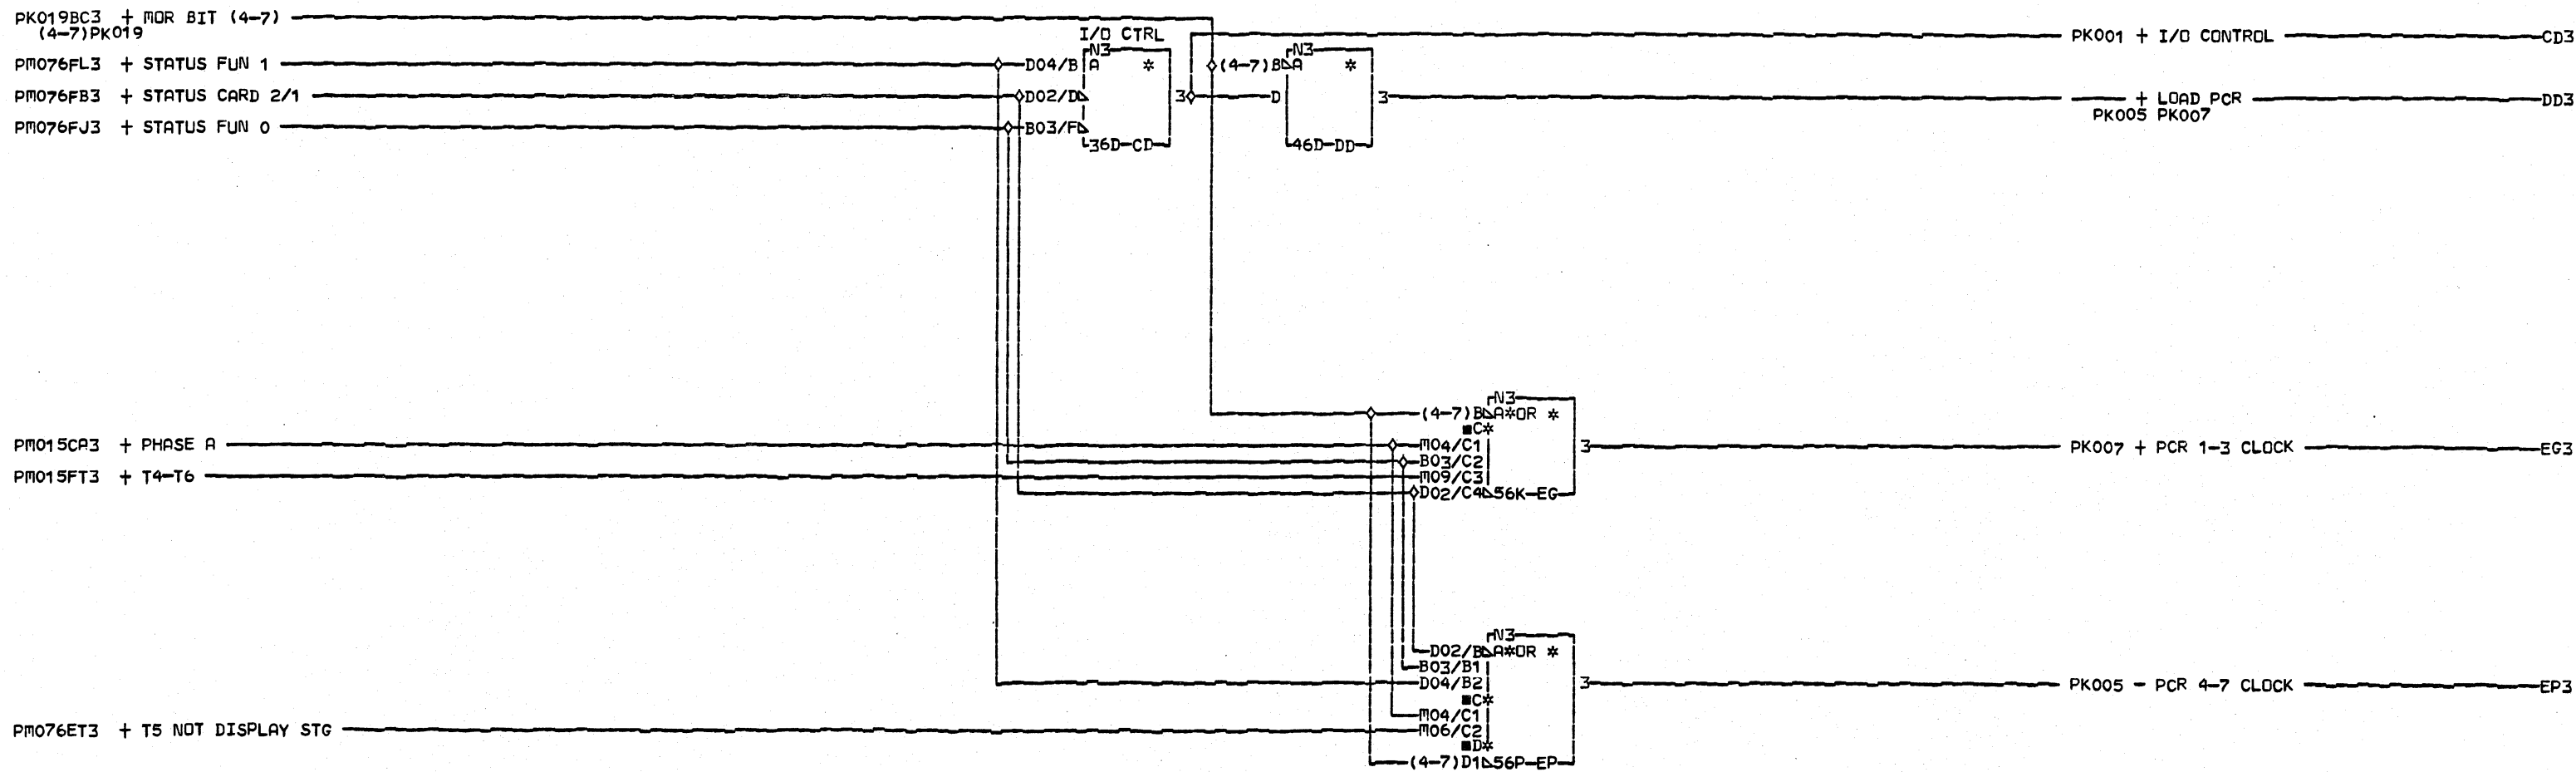 PK019BC3 + MOR BIT (4-7)
(4-7)PK019
I/O CTRL
PK001 + I/O CONTROL CD3
N3
N3
PM076FL3 + STATUS FUN 1
D04/B A *
(4-7)B A *
PM076FB3 + STATUS CARD 2/1
D02/D 3
D 3
+ LOAD PCR DD3
PK005 PK007
PM076FJ3 + STATUS FUN 0
B03/F
36D-CD
46D-DD
N3
(4-7)B A*OR *
■C*
PM015CA3 + PHASE A
M04/C1 3
PK007 + PCR 1-3 CLOCK EG3
B03/C2
PM015FT3 + T4-T6
M09/C3
D02/C4 56K-EG
N3
D02/B A*OR *
B03/B1
D04/B2 3
PK005 - PCR 4-7 CLOCK EP3
■C*
M04/C1
PM076ET3 + T5 NOT DISPLAY STG
M06/C2
■D*
(4-7)D1 56P-EP